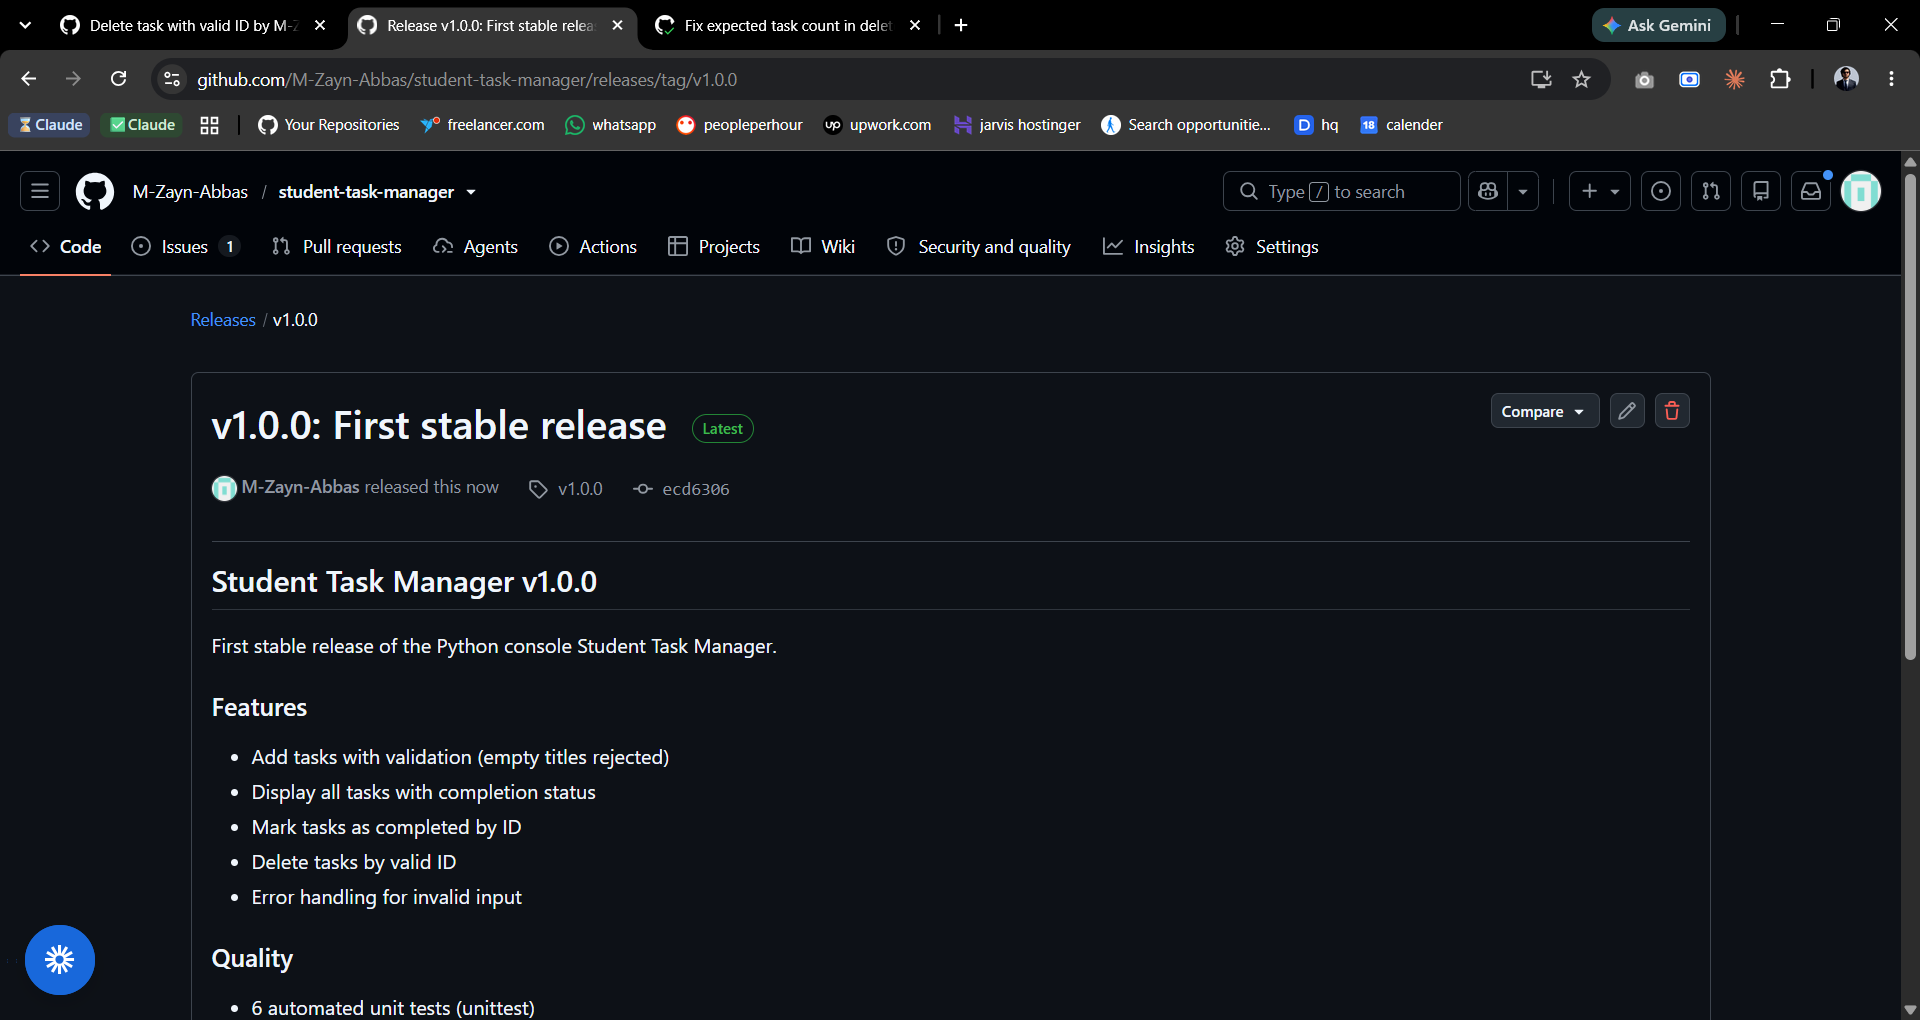 Delete task with valid ID by M-Z
Release v1.0.0: First stable relea
Fix expected task count in delet
Ask Gemini
github.com/M-Zayn-Abbas/student-task-manager/releases/tag/v1.0.0
Claude
Claude
Your Repositories
freelancer.com
whatsapp
peopleperhour
up
upwork.com
jarvis hostinger
Search opportunitie...
D
hq
18
calender
M-Zayn-Abbas / student-task-manager
Type / to search
Code
Issues 1
Pull requests
Agents
Actions
Projects
Wiki
Security and quality
Insights
Settings
Releases / v1.0.0
v1.0.0: First stable release
Latest
Compare
M-Zayn-Abbas released this now
v1.0.0
ecd6306
Student Task Manager v1.0.0
First stable release of the Python console Student Task Manager.
Features
• Add tasks with validation (empty titles rejected)
• Display all tasks with completion status
• Mark tasks as completed by ID
• Delete tasks by valid ID
• Error handling for invalid input
Quality
• 6 automated unit tests (unittest)